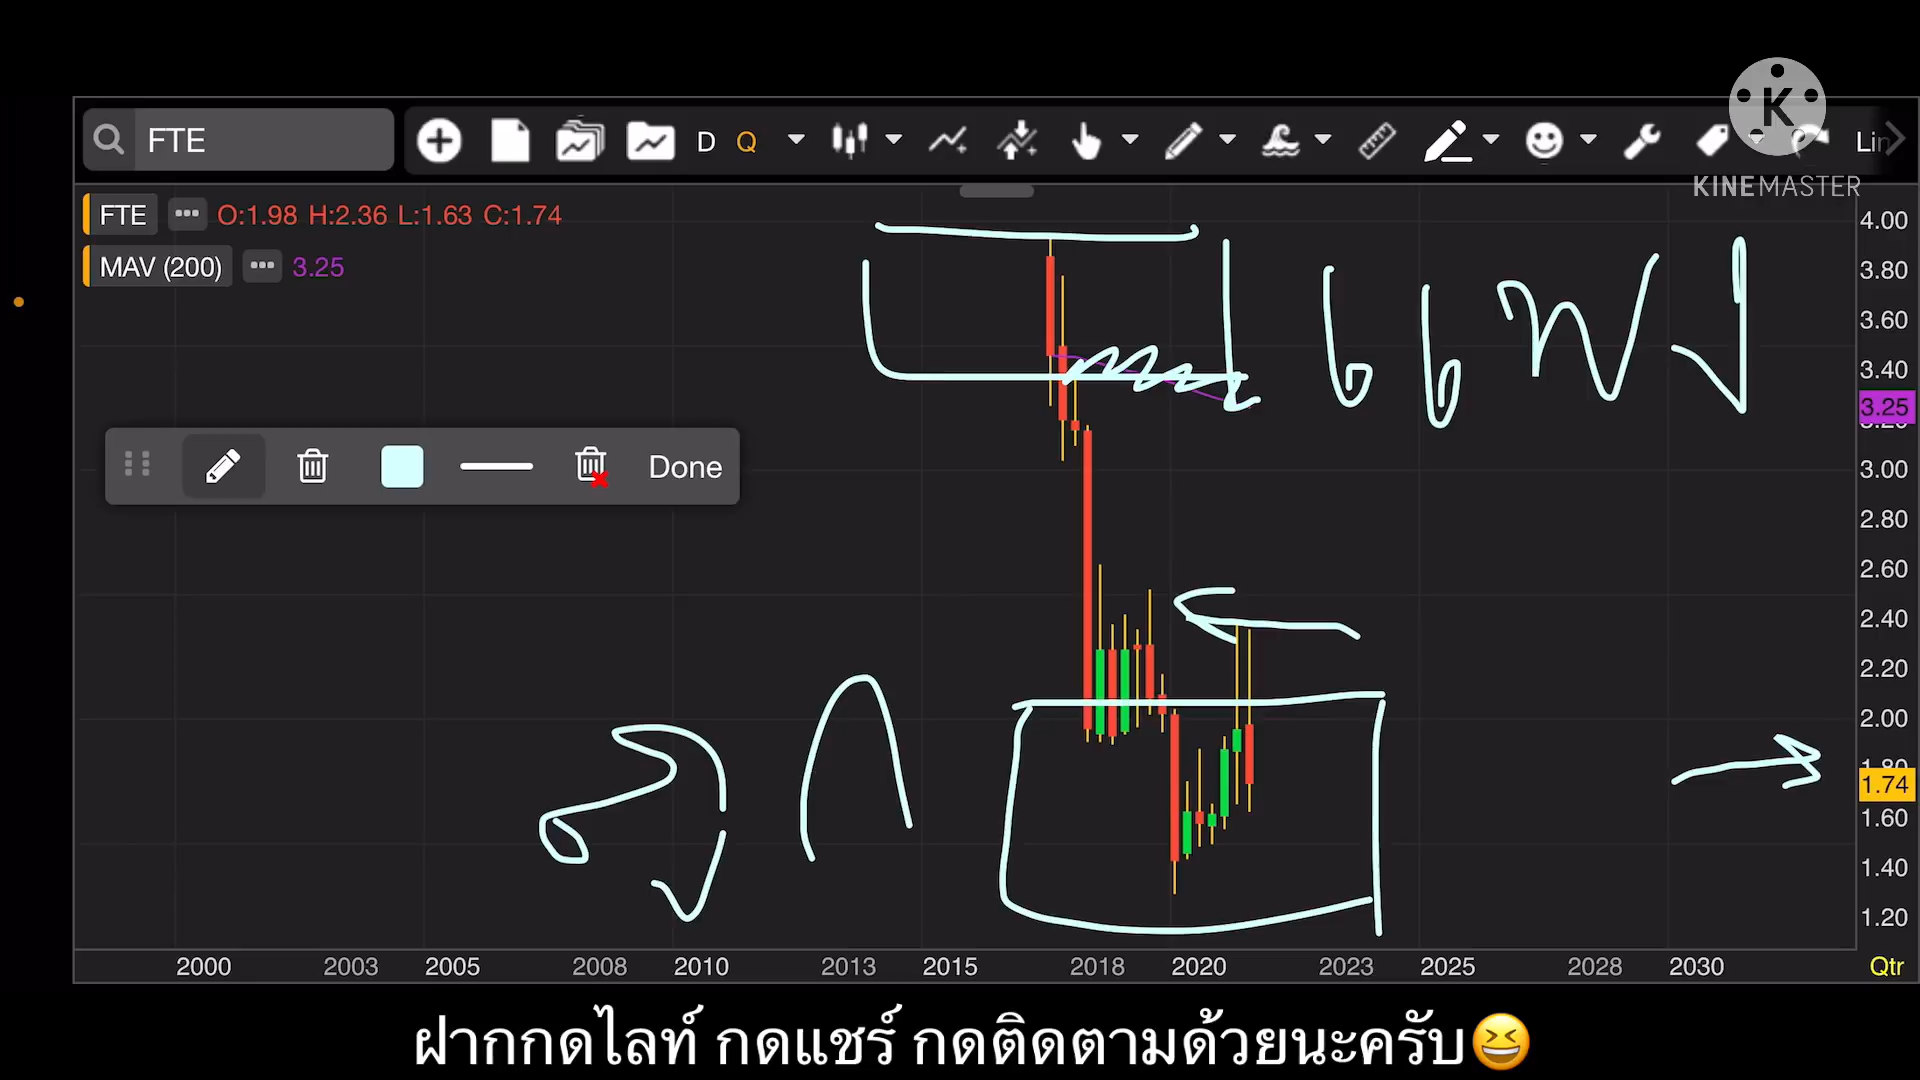 FTE D Q Lin
KINEMASTER
FTE ••• O:1.98 H:2.36 L:1.63 C:1.74
MAV (200) ••• 3.25
Done
แพง
ถูก
4.00
3.80
3.60
3.40
3.25
3.00
2.80
2.60
2.40
2.20
2.00
1.74
1.60
1.40
1.20
2000 2003 2005 2008 2010 2013 2015 2018 2020 2023 2025 2028 2030 Qtr
ฝากกดไลท์ กดแชร์ กดติดตามด้วยนะครับ😆